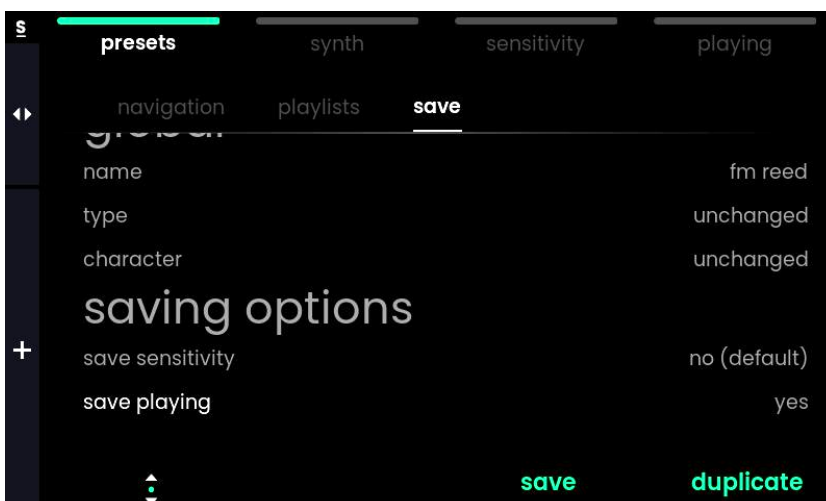 s
presets synth sensitivity playing
navigation playlists save
global
name fm reed
type unchanged
character unchanged
saving options
save sensitivity no (default)
save playing yes
save duplicate